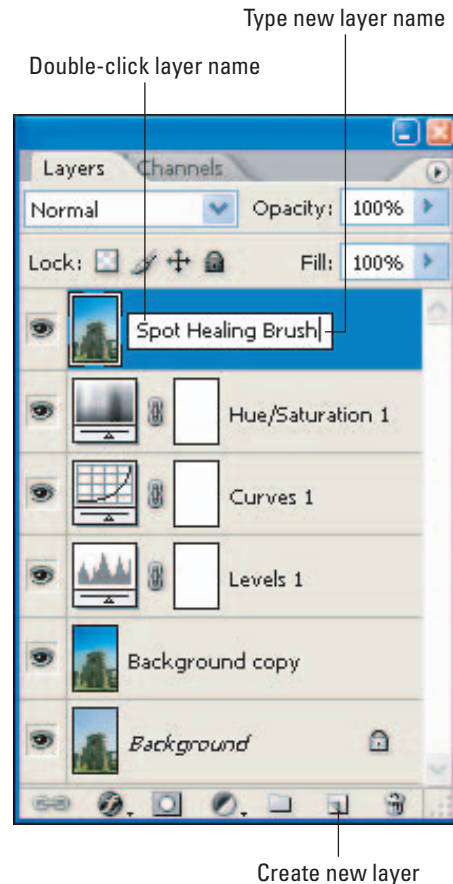 Type new layer name
Double-click layer name
Layers Channels
Normal Opacity: 100%
Lock: Fill: 100%
Spot Healing Brush
Hue/Saturation 1
Curves 1
Levels 1
Background copy
Background
Create new layer